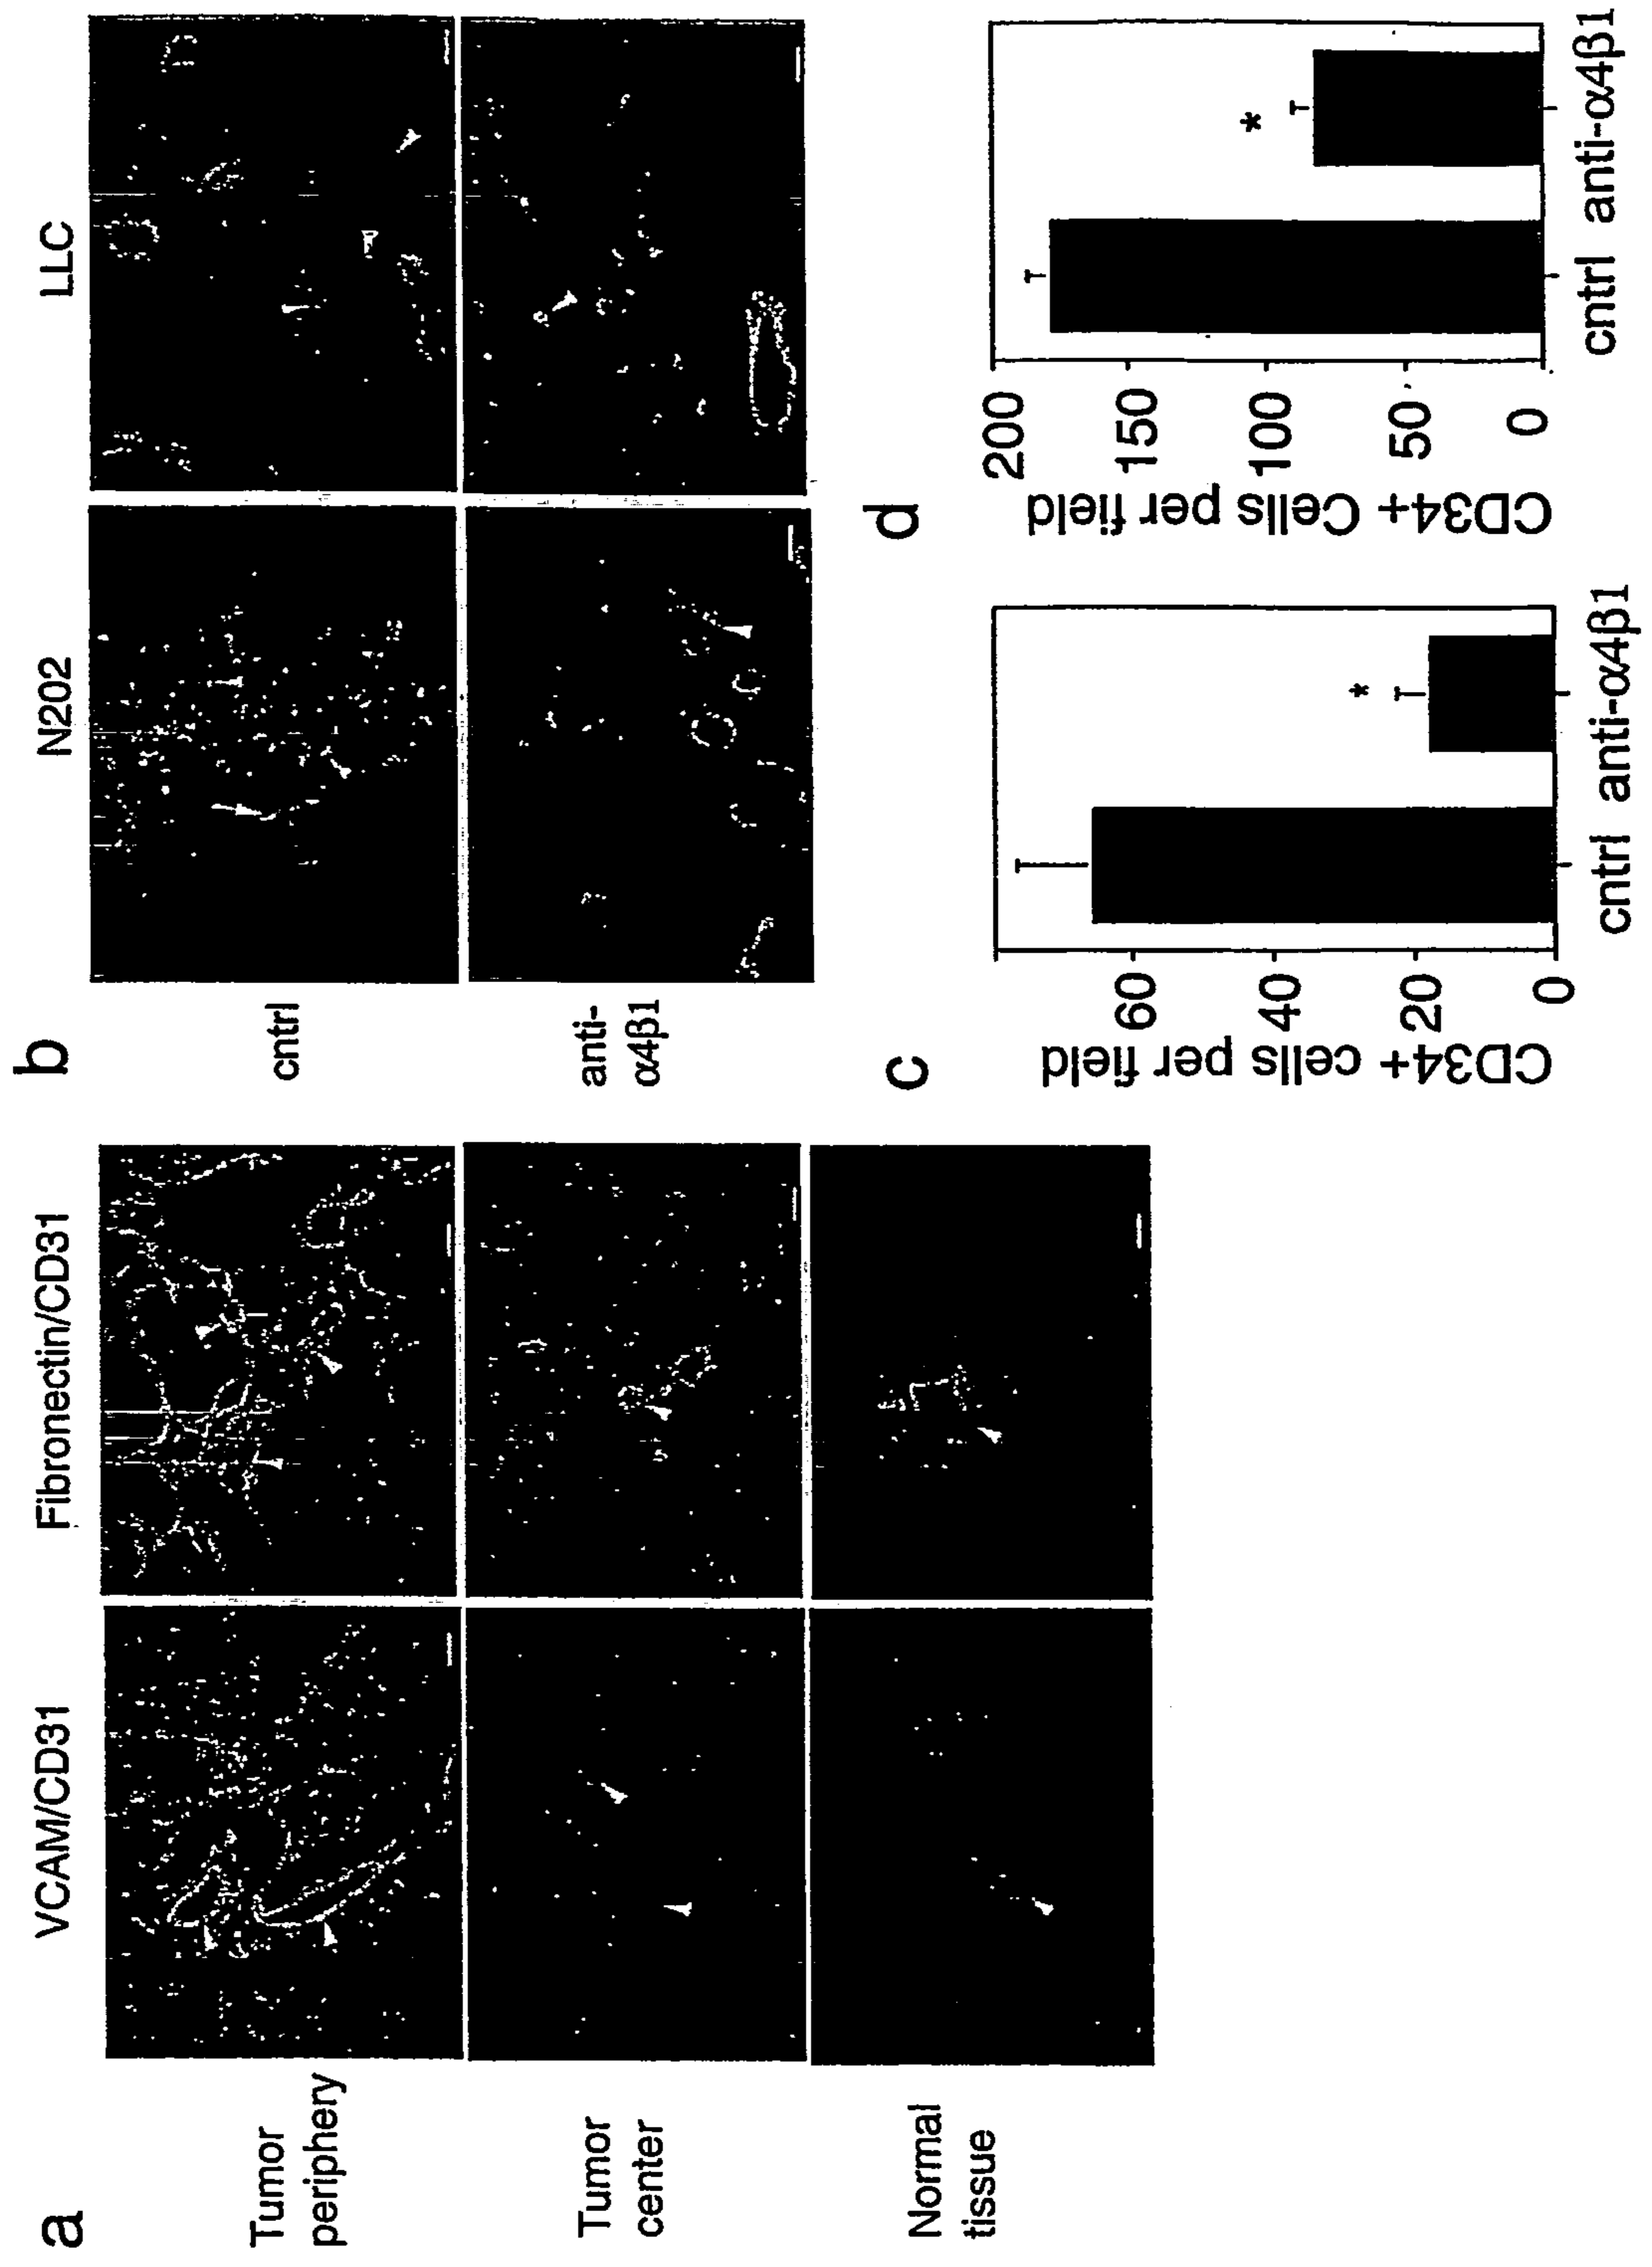 a
VCAM/CD31
Fibronectin/CD31
Tumor
periphery
Tumor
center
Normal
tissue
b
N202
LLC
cntrl
anti-
α4β1
c
CD34+ cells per field
60
40
20
0
*
cntrl
anti-α4β1
d
CD34+ Cells per field
200
150
100
50
0
*
cntrl
anti-α4β1